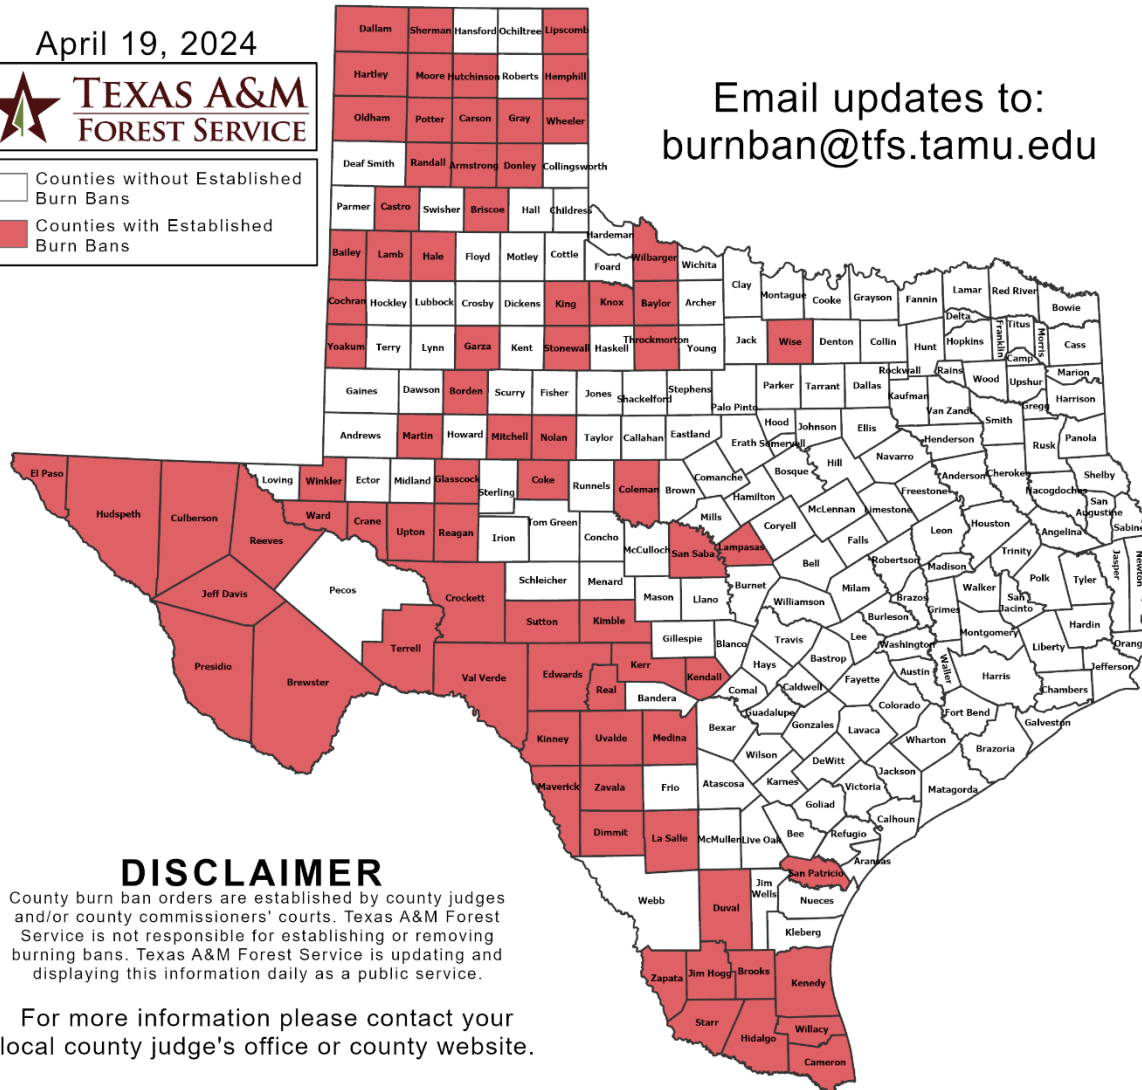 April 19, 2024
TEXAS A&M
FOREST SERVICE
Email updates to:
burnban@tfs.tamu.edu
Counties without Established
Burn Bans
Counties with Established
Burn Bans
Dallam Sherman Hansford Ochiltree Lipscomb
Hartley Moore Hutchinson Roberts Hemphill
Oldham Potter Carson Gray Wheeler
Deaf Smith Randall Armstrong Donley Collingsworth
Parmer Castro Swisher Briscoe Hall Childress
Hardeman
Bailey Lamb Hale Floyd Motley Cottle Foard Wilbarger Wichita
Cochran Hockley Lubbock Crosby Dickens King Knox Baylor Archer Clay Montague Cooke Grayson Fannin Lamar Red River Bowie
Delta Titus
Yoakum Terry Lynn Garza Kent Stonewall Haskell Throckmorton Young Jack Wise Denton Collin Hunt Hopkins Franklin Camp Morris Cass
Rockwall Rains Marion
Gaines Dawson Borden Scurry Fisher Jones Shackelford Stephens Palo Pinto Parker Tarrant Dallas Kaufman Van Zandt Wood Upshur Gregg Harrison
Andrews Martin Howard Mitchell Nolan Taylor Callahan Eastland Erath Hood Somervell Johnson Ellis Henderson Smith Rusk Panola
El Paso Loving Winkler Ector Midland Glasscock Sterling Coke Runnels Coleman Brown Comanche Hamilton Bosque Hill Navarro Freestone Anderson Cherokee Nacogdoches Shelby
San
Augustine Sabine
Hudspeth Culberson Reeves Ward Crane Upton Reagan Irion Tom Green Concho McCulloch San Saba Mills Lampasas Coryell McLennan Limestone Falls Leon Houston Angelina
Trinity
Jeff Davis Pecos Crockett Schleicher Menard Mason Llano Burnet Bell Milam Robertson Madison Walker Polk Tyler Jasper Newton
San
Jacinto
Presidio Brewster Terrell Sutton Kimble Gillespie Blanco Williamson Travis Burleson Brazos Grimes Montgomery Liberty Hardin Orang
Lee Washington
Val Verde Edwards Real Kerr Kendall Bandera Comal Hays Bastrop Caldwell Fayette Austin Waller Harris Chambers Jefferson
Kinney Uvalde Medina Bexar Guadalupe Gonzales Lavaca Colorado Fort Bend Galveston
Wilson Wharton Brazoria
Maverick Zavala Frio Atascosa Karnes DeWitt Victoria Jackson Matagorda
Goliad Calhoun
Dimmit La Salle McMullen Live Oak Bee Refugio Aransas
San Patricio
Webb Duval Jim
Wells Nueces
Kleberg
Zapata Jim Hogg Brooks Kenedy
Starr Hidalgo Willacy
Cameron
DISCLAIMER
County burn ban orders are established by county judges
and/or county commissioners' courts. Texas A&M Forest
Service is not responsible for establishing or removing
burning bans. Texas A&M Forest Service is updating and
displaying this information daily as a public service.
For more information please contact your
local county judge's office or county website.